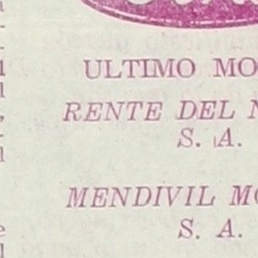 ULTIMO MO
RENTE DEL N
S. A.
MENDIVIL MO
S. A.